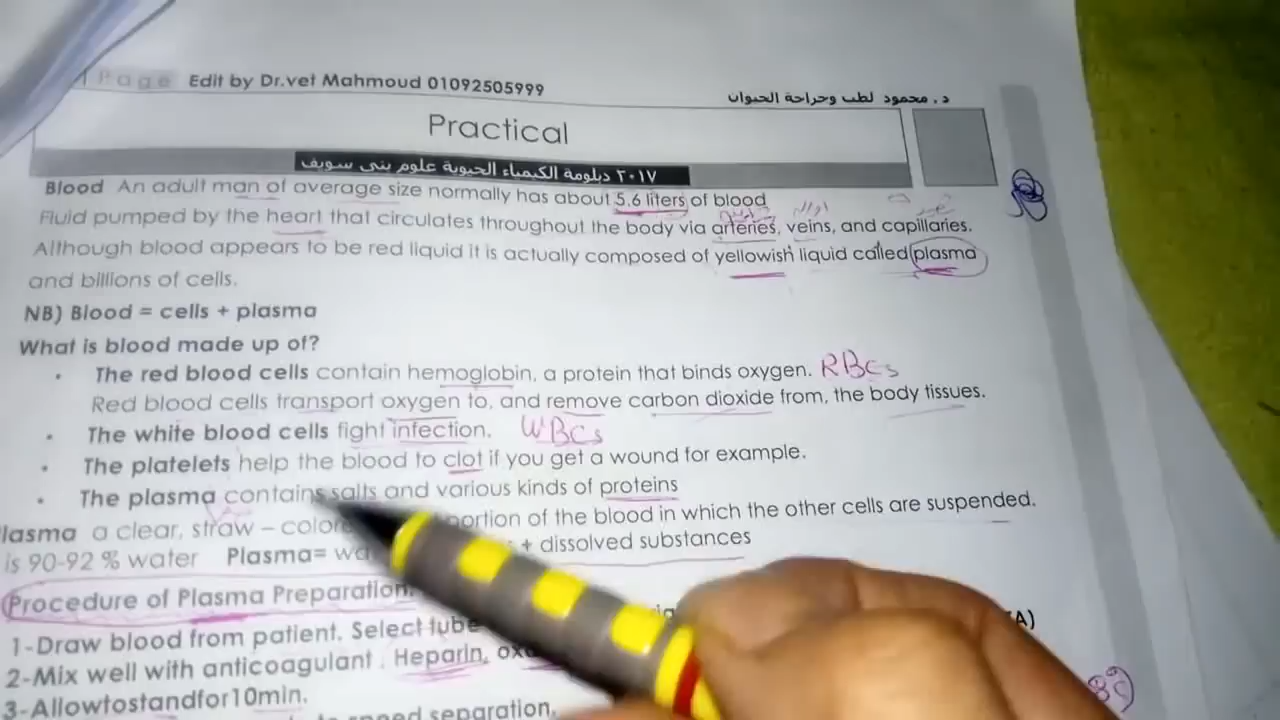 Page Edit by Dr.vet Mahmoud 01092505999
د. محمود لطب وجراحة الحيوان
Practical
٢٠١٧ دبلومة الكيمياء الحيوية علوم بنى سويف
Blood An adult man of average size normally has about 5.6 liters of blood
Fluid pumped by the heart that circulates throughout the body via arteries, veins, and capillaries.
Although blood appears to be red liquid it is actually composed of yellowish liquid called plasma
and billions of cells.
NB) Blood = cells + plasma
What is blood made up of?
• The red blood cells contain hemoglobin, a protein that binds oxygen. RBCs
Red blood cells transport oxygen to, and remove carbon dioxide from, the body tissues.
• The white blood cells fight infection. WBCs
• The platelets help the blood to clot if you get a wound for example.
• The plasma contains salts and various kinds of proteins
lasma a clear, straw – colore portion of the blood in which the other cells are suspended.
is 90-92 % water Plasma= wa + dissolved substances
Procedure of Plasma Preparation.
1-Draw blood from patient. Select tube A)
2-Mix well with anticoagulant . Heparin, ox
3-Allowtostandfor10min.
speed separation.
8°C)